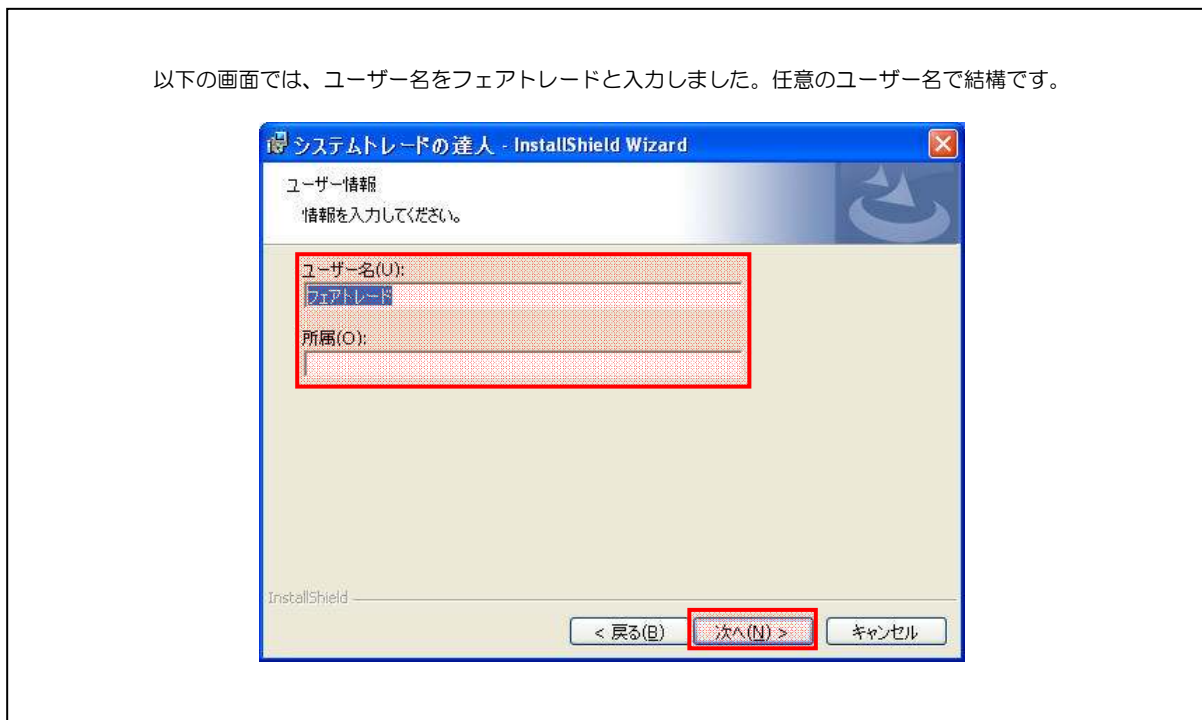 以下の画面では、ユーザー名をフェアトレードと入力しました。任意のユーザー名で結構です。
システムトレードの達人 - InstallShield Wizard
ユーザー情報
情報を入力してください。
ユーザー名(U):
フェアトレード
所属(O):
InstallShield
< 戻る(B)
次へ(N) >
キャンセル